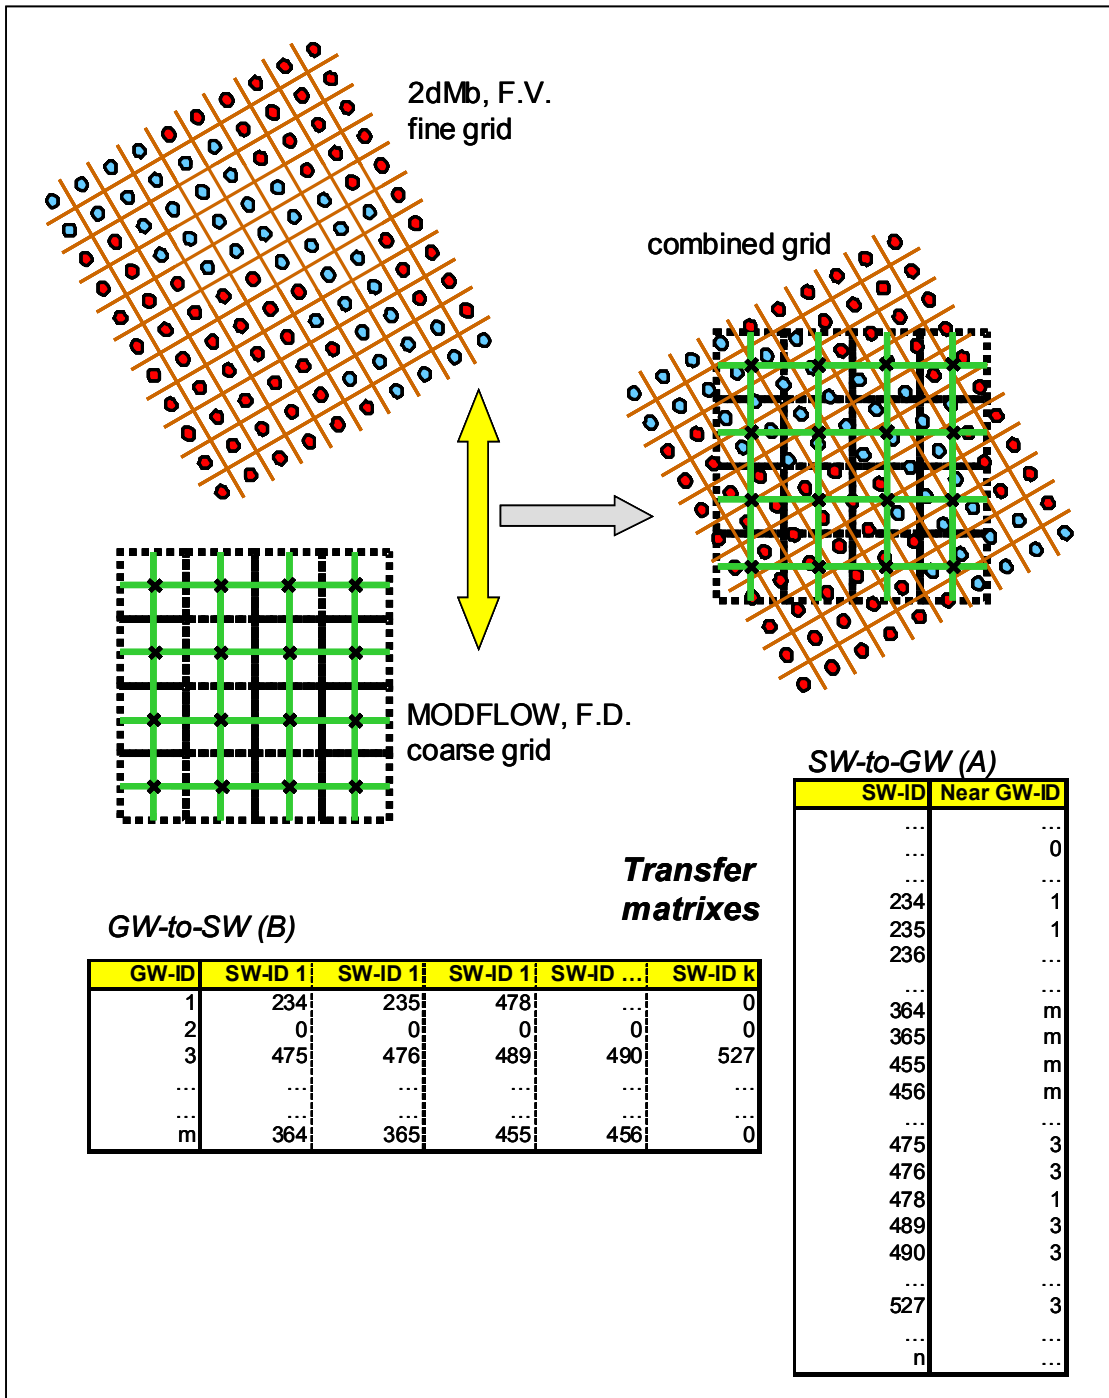 2dMb, F.V.
fine grid
combined grid
MODFLOW, F.D.
coarse grid
SW-to-GW (A)
SW-ID Near GW-ID
... ...
... 0
... ...
234 1
235 1
236 ...
... ...
364 m
365 m
455 m
456 m
... ...
475 3
476 3
478 1
489 3
490 3
... ...
527 3
... ...
n ...
Transfer
matrixes
GW-to-SW (B)
GW-ID SW-ID 1 SW-ID 1 SW-ID 1 SW-ID ... SW-ID k
1 234 235 478 ... 0
2 0 0 0 0 0
3 475 476 489 490 527
... ... ... ... ... ...
... ... ... ... ... ...
m 364 365 455 456 0